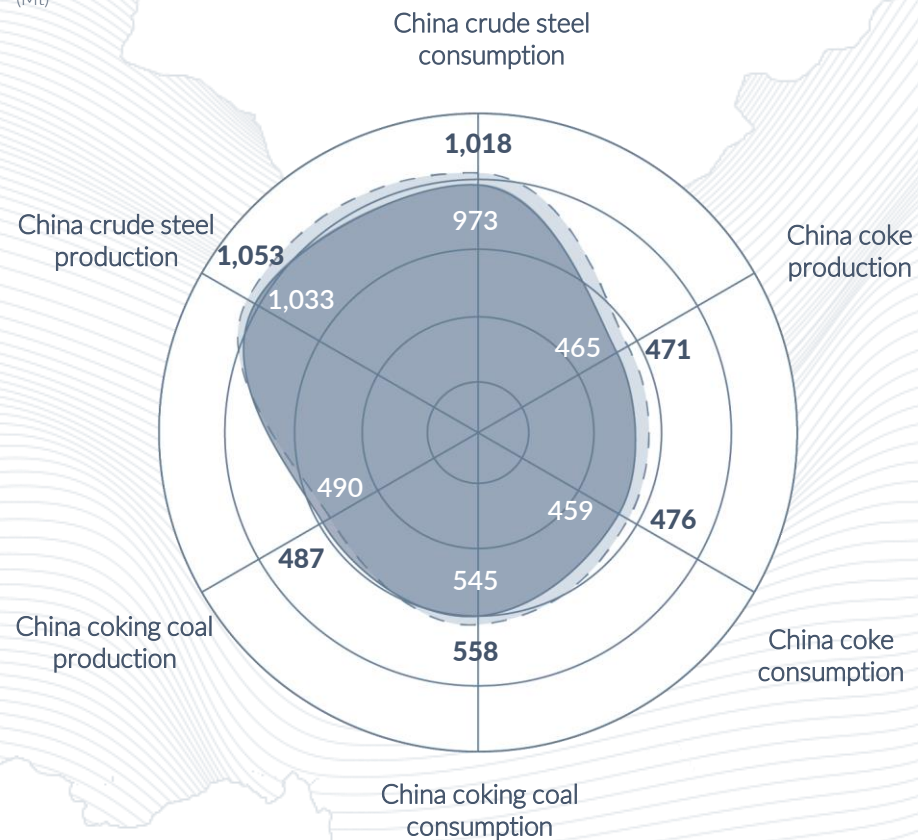 (Mt)
China crude steel
consumption
1,018
973
China crude steel
production
1,053
1,033
China coke
production
465
471
490
459
476
487
545
558
China coking coal
production
China coke
consumption
China coking coal
consumption